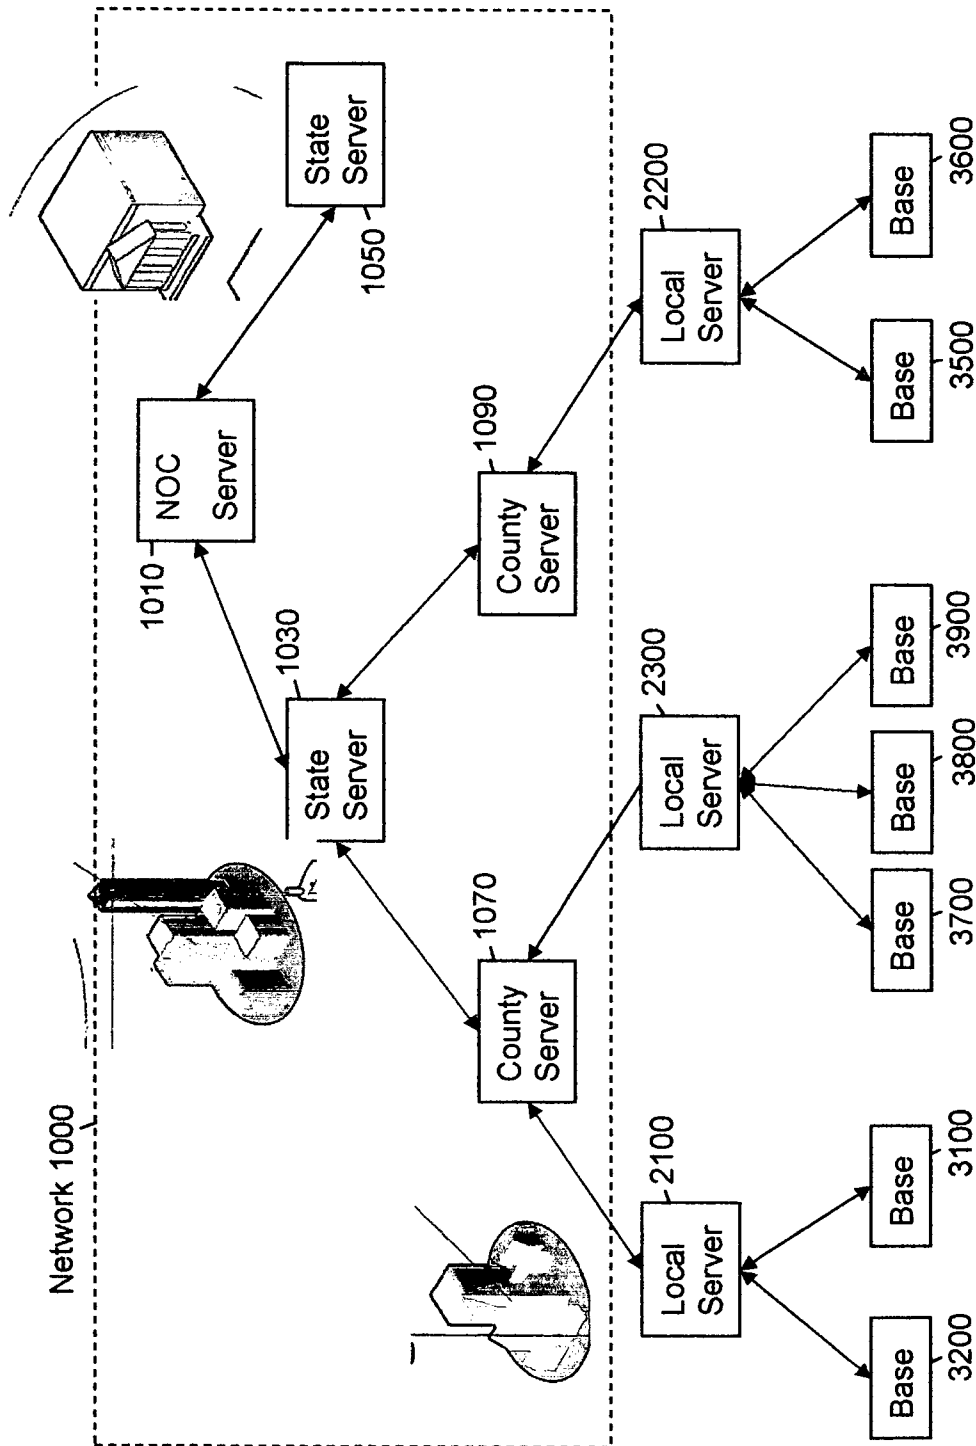 Network 1000
NOC
Server
1010
State
Server
1030
State
Server
1050
County
Server
1070
County
Server
1090
Local
Server
2100
Local
Server
2300
Local
Server
2200
Base
3200
Base
3100
Base
3700
Base
3800
Base
3900
Base
3500
Base
3600